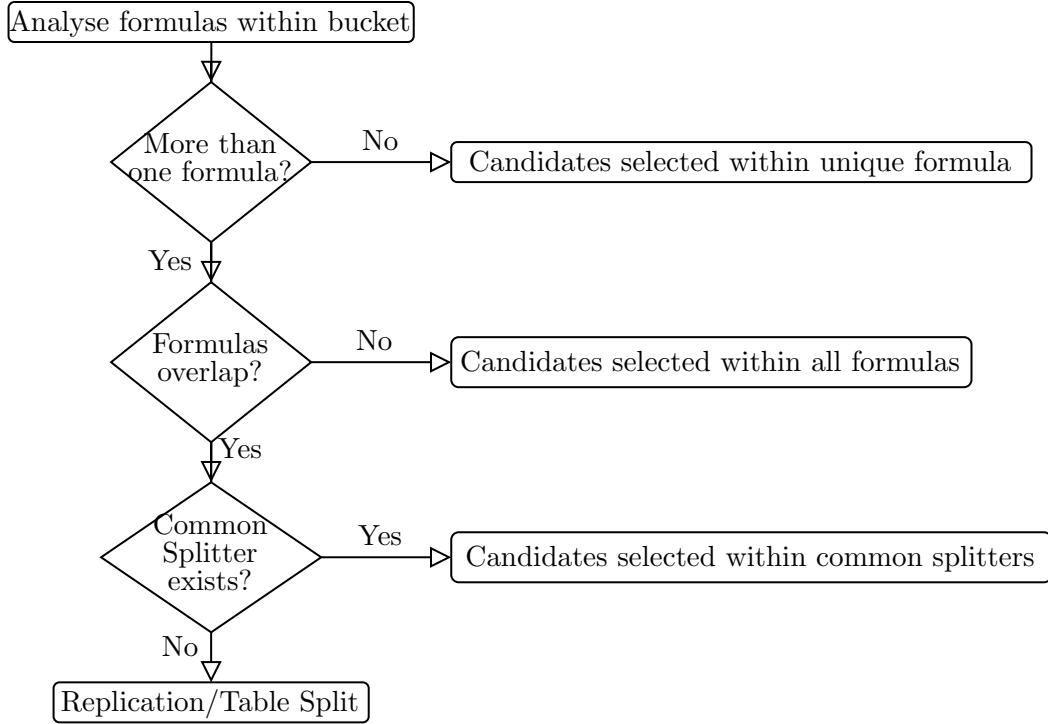 Analyse formulas within bucket
More than
one formula?
No
Candidates selected within unique formula
Yes
Formulas
overlap?
No
Candidates selected within all formulas
Yes
Common
Splitter
exists?
Yes
Candidates selected within common splitters
No
Replication/Table Split